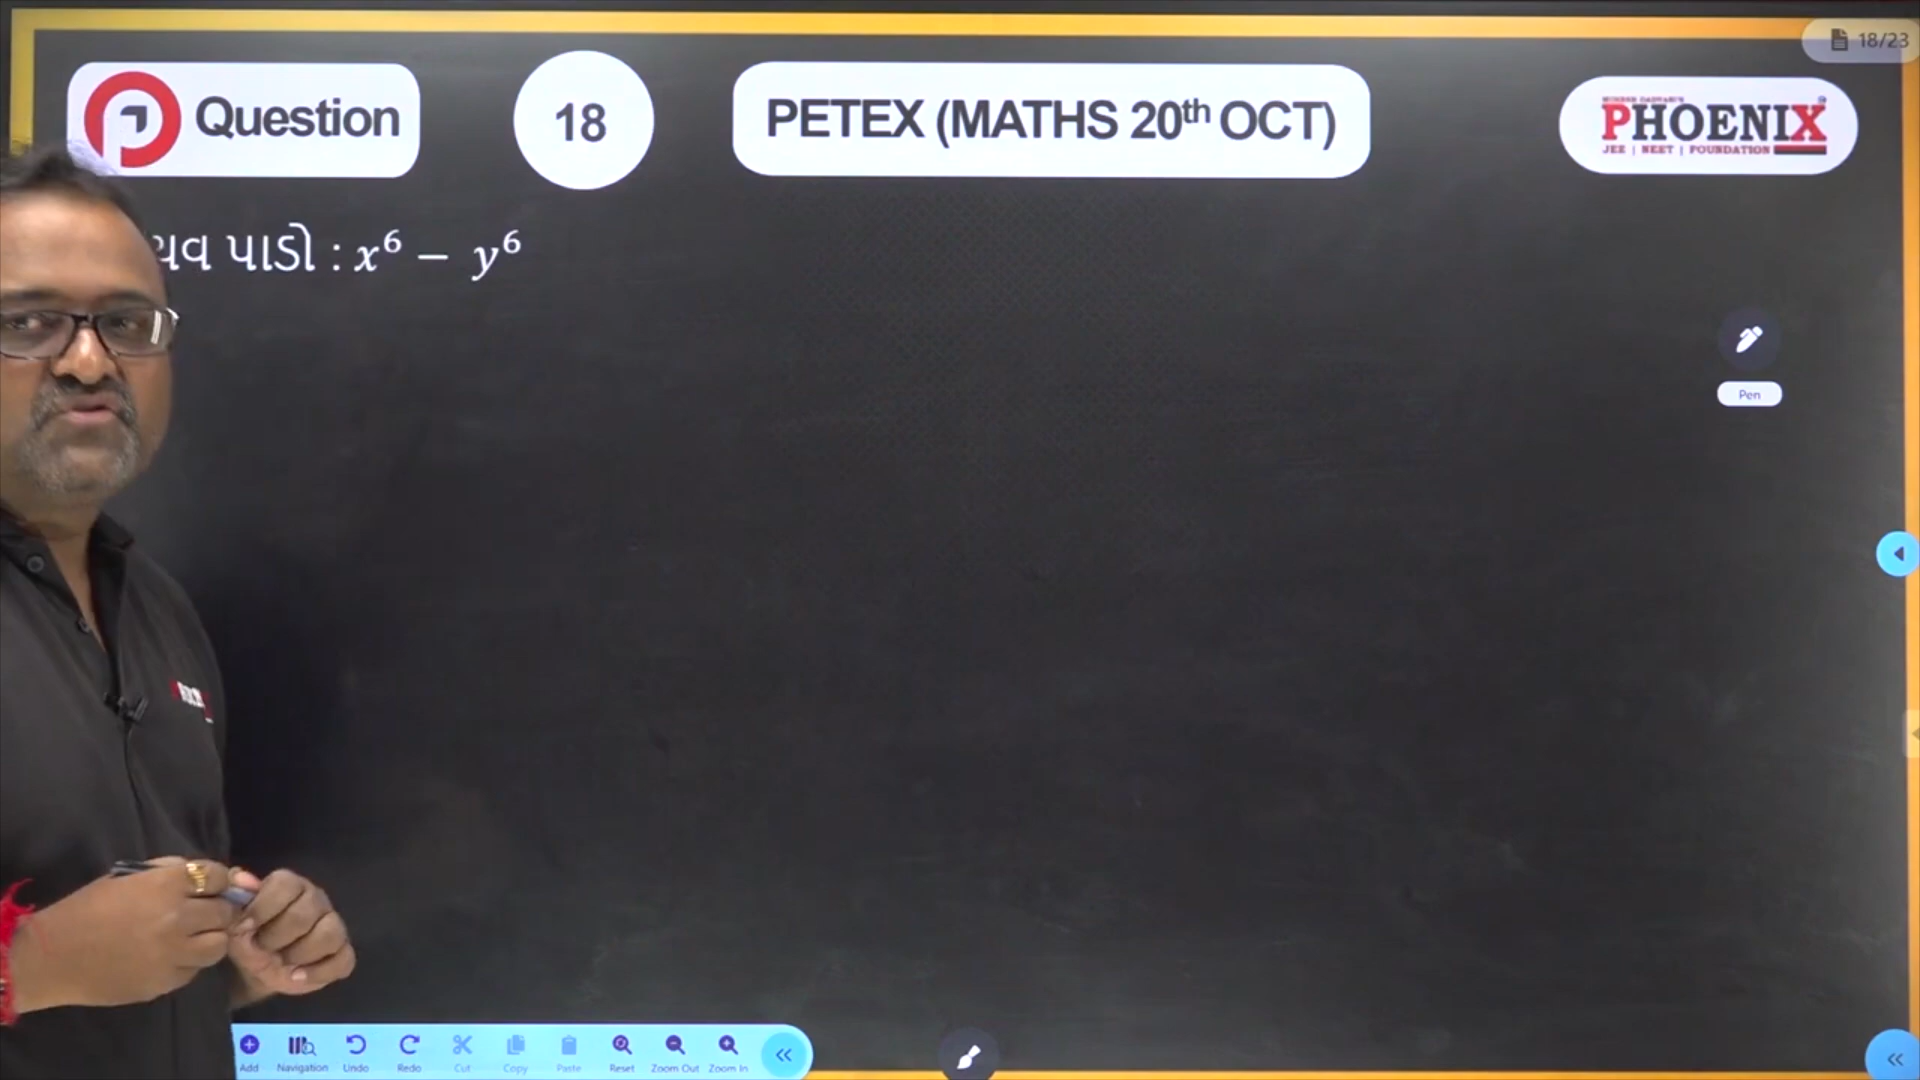 18/23
Question
18
PETEX (MATHS 20th OCT)
PHOENIX
JEE | NEET | FOUNDATION
પાડો : x⁶ – y⁶
Pen
Add Navigation Undo Redo Cut Copy Paste Reset Zoom Out Zoom In